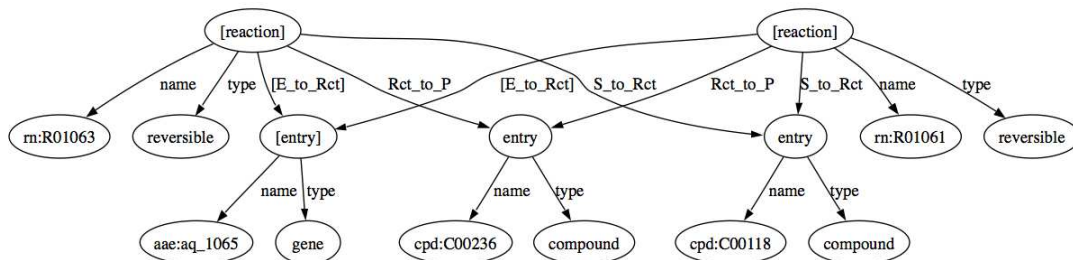 [reaction] [reaction]
name type [E_to_Rct] Rct_to_P [E_to_Rct] S_to_Rct Rct_to_P S_to_Rct name type
rn:R01063 reversible [entry] entry entry rn:R01061 reversible
name type name type name type
aae:aq_1065 gene cpd:C00236 compound cpd:C00118 compound